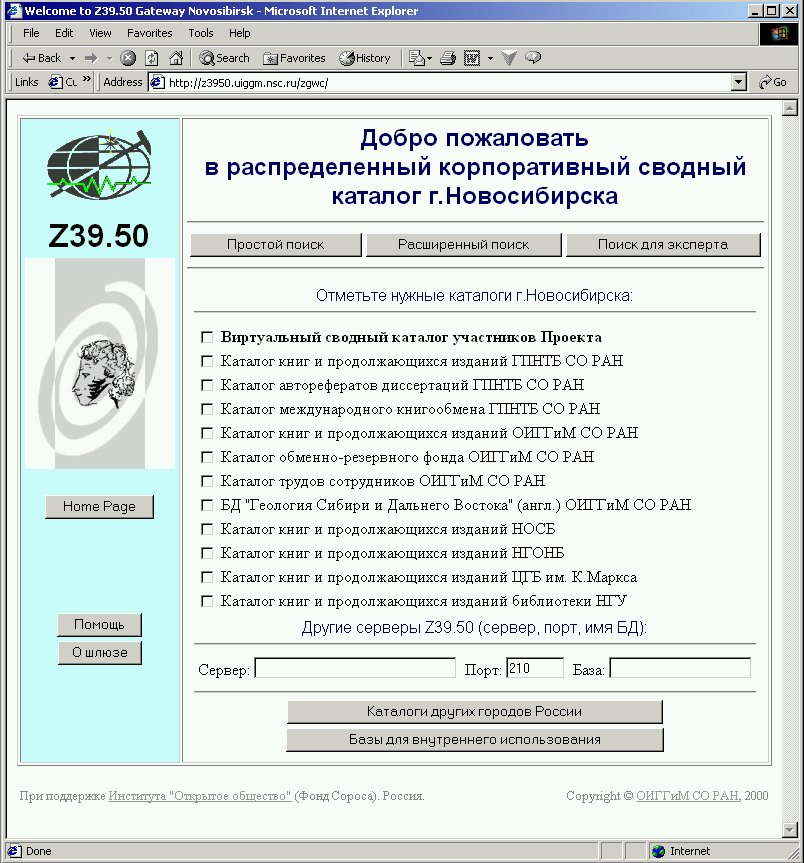 Welcome to Z39.50 Gateway Novosibirsk - Microsoft Internet Explorer
File Edit View Favorites Tools Help
Back Search Favorites History
Links Address http://z3950.uiggm.nsc.ru/zgwc/ Go
Z39.50
Home Page
Помощь
О шлюзе
Добро пожаловать
в распределенный корпоративный сводный
каталог г.Новосибирска
Простой поиск Расширенный поиск Поиск для эксперта
Отметьте нужные каталоги г.Новосибирска:
Виртуальный сводный каталог участников Проекта
Каталог книг и продолжающихся изданий ГПНТБ СО РАН
Каталог авторефератов диссертаций ГПНТБ СО РАН
Каталог международного книгообмена ГПНТБ СО РАН
Каталог книг и продолжающихся изданий ОИГГиМ СО РАН
Каталог обменно-резервного фонда ОИГГиМ СО РАН
Каталог трудов сотрудников ОИГГиМ СО РАН
БД "Геология Сибири и Дальнего Востока" (англ.) ОИГГиМ СО РАН
Каталог книг и продолжающихся изданий НОСБ
Каталог книг и продолжающихся изданий НГОНБ
Каталог книг и продолжающихся изданий ЦГБ им. К.Маркса
Каталог книг и продолжающихся изданий библиотеки НГУ
Другие серверы Z39.50 (сервер, порт, имя БД):
Сервер: Порт: 210 База:
Каталоги других городов России
Базы для внутреннего использования
При поддержке Института "Открытое общество" (Фонд Сороса). Россия. Copyright © ОИГГиМ СО РАН, 2000
Done Internet